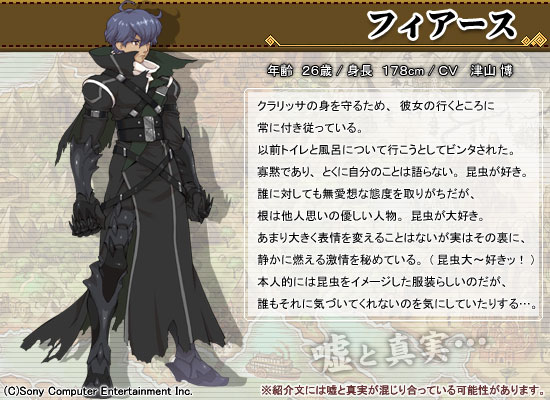 フィアース
年齢 26歳 / 身長 178cm / CV 津山 博
クラリッサの身を守るため、彼女の行くところに
常に付き従っている。
以前トイレと風呂について行こうとしてビンタされた。
寡黙であり、とくに自分のことは語らない。昆虫が好き。
誰に対しても無愛想な態度を取りがちだが、
根は他人思いの優しい人物。昆虫が大好き。
あまり大きく表情を変えることはないが実はその裏に、
静かに燃える激情を秘めている。(昆虫大~好きッ!)
本人的には昆虫をイメージした服装らしいのだが、
誰もそれに気づいてくれないのを気にしていたりする…。
嘘と真実…
(C)Sony Computer Entertainment Inc.
※紹介文には嘘と真実が混じり合っている可能性があります。